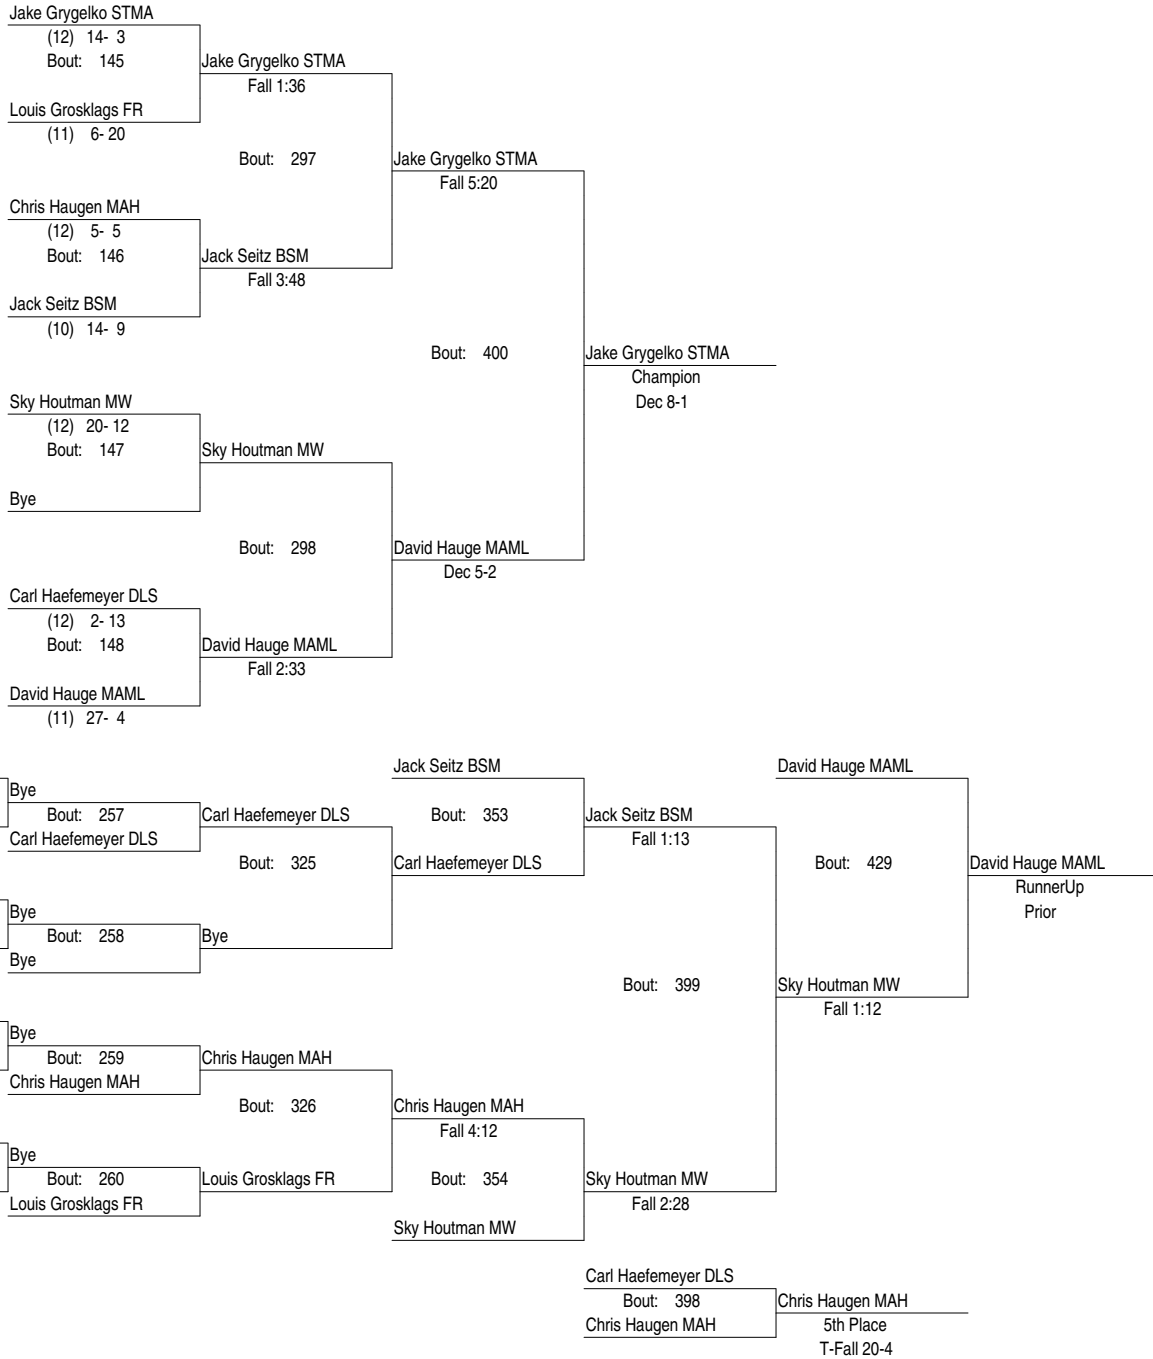 Jake Grygelko STMA
(12) 14- 3
Bout: 145
Jake Grygelko STMA
Fall 1:36
Louis Grosklags FR
(11) 6- 20
Bout: 297
Jake Grygelko STMA
Fall 5:20
Chris Haugen MAH
(12) 5- 5
Bout: 146
Jack Seitz BSM
Fall 3:48
Jack Seitz BSM
(10) 14- 9
Bout: 400
Jake Grygelko STMA
Champion
Dec 8-1
Sky Houtman MW
(12) 20- 12
Bout: 147
Sky Houtman MW
Bye
Bout: 298
David Hauge MAML
Dec 5-2
Carl Haefemeyer DLS
(12) 2- 13
Bout: 148
David Hauge MAML
Fall 2:33
David Hauge MAML
(11) 27- 4
Jack Seitz BSM
David Hauge MAML
Bye
Bout: 257
Carl Haefemeyer DLS
Bout: 353
Jack Seitz BSM
Fall 1:13
Carl Haefemeyer DLS
Bout: 325
Carl Haefemeyer DLS
Bout: 429
David Hauge MAML
RunnerUp
Prior
Bye
Bout: 258
Bye
Bye
Bout: 399
Sky Houtman MW
Fall 1:12
Bye
Bout: 259
Chris Haugen MAH
Chris Haugen MAH
Bout: 326
Chris Haugen MAH
Fall 4:12
Bye
Bout: 260
Louis Grosklags FR
Bout: 354
Sky Houtman MW
Fall 2:28
Louis Grosklags FR
Sky Houtman MW
Carl Haefemeyer DLS
Bout: 398
Chris Haugen MAH
Chris Haugen MAH
5th Place
T-Fall 20-4